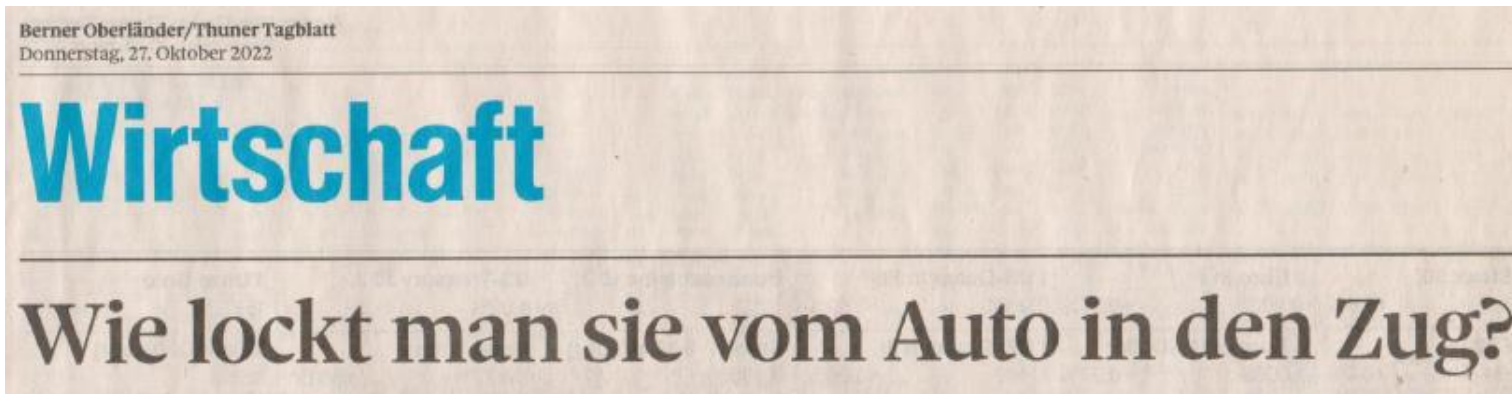 Berner Oberländer/Thuner Tagblatt
Donnerstag, 27. Oktober 2022
Wirtschaft
Wie lockt man sie vom Auto in den Zug?